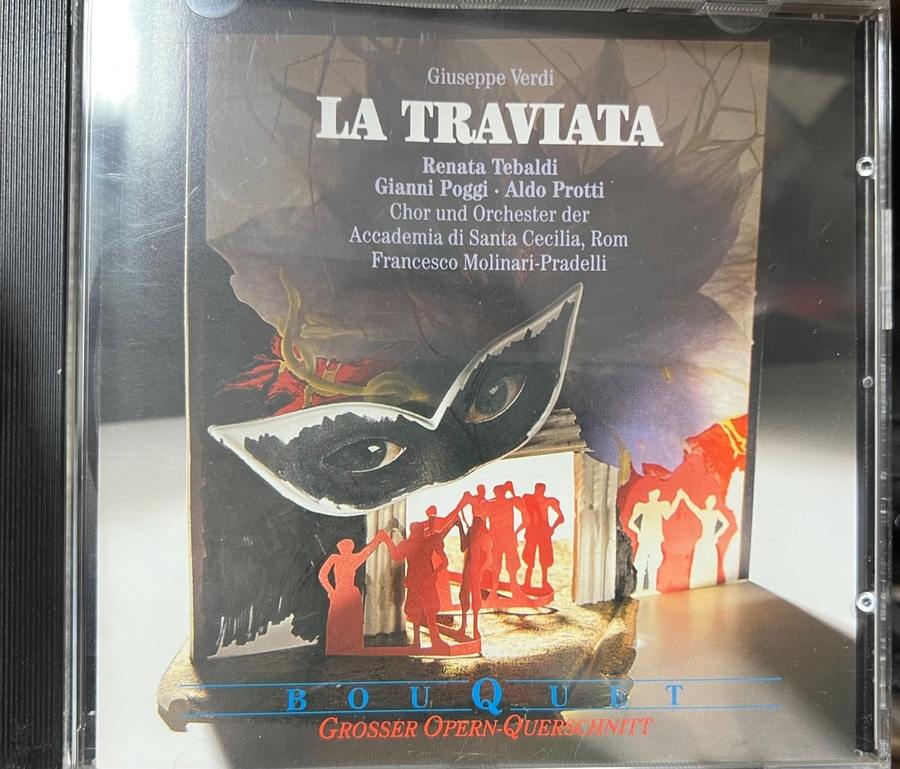 Giuseppe Verdi
LA TRAVIATA
Renata Tebaldi
Gianni Poggi · Aldo Protti
Chor und Orchester der
Accademia di Santa Cecilia, Rom
Francesco Molinari-Pradelli
BOUQUET
GROSSER OPERN-QUERSCHNITT